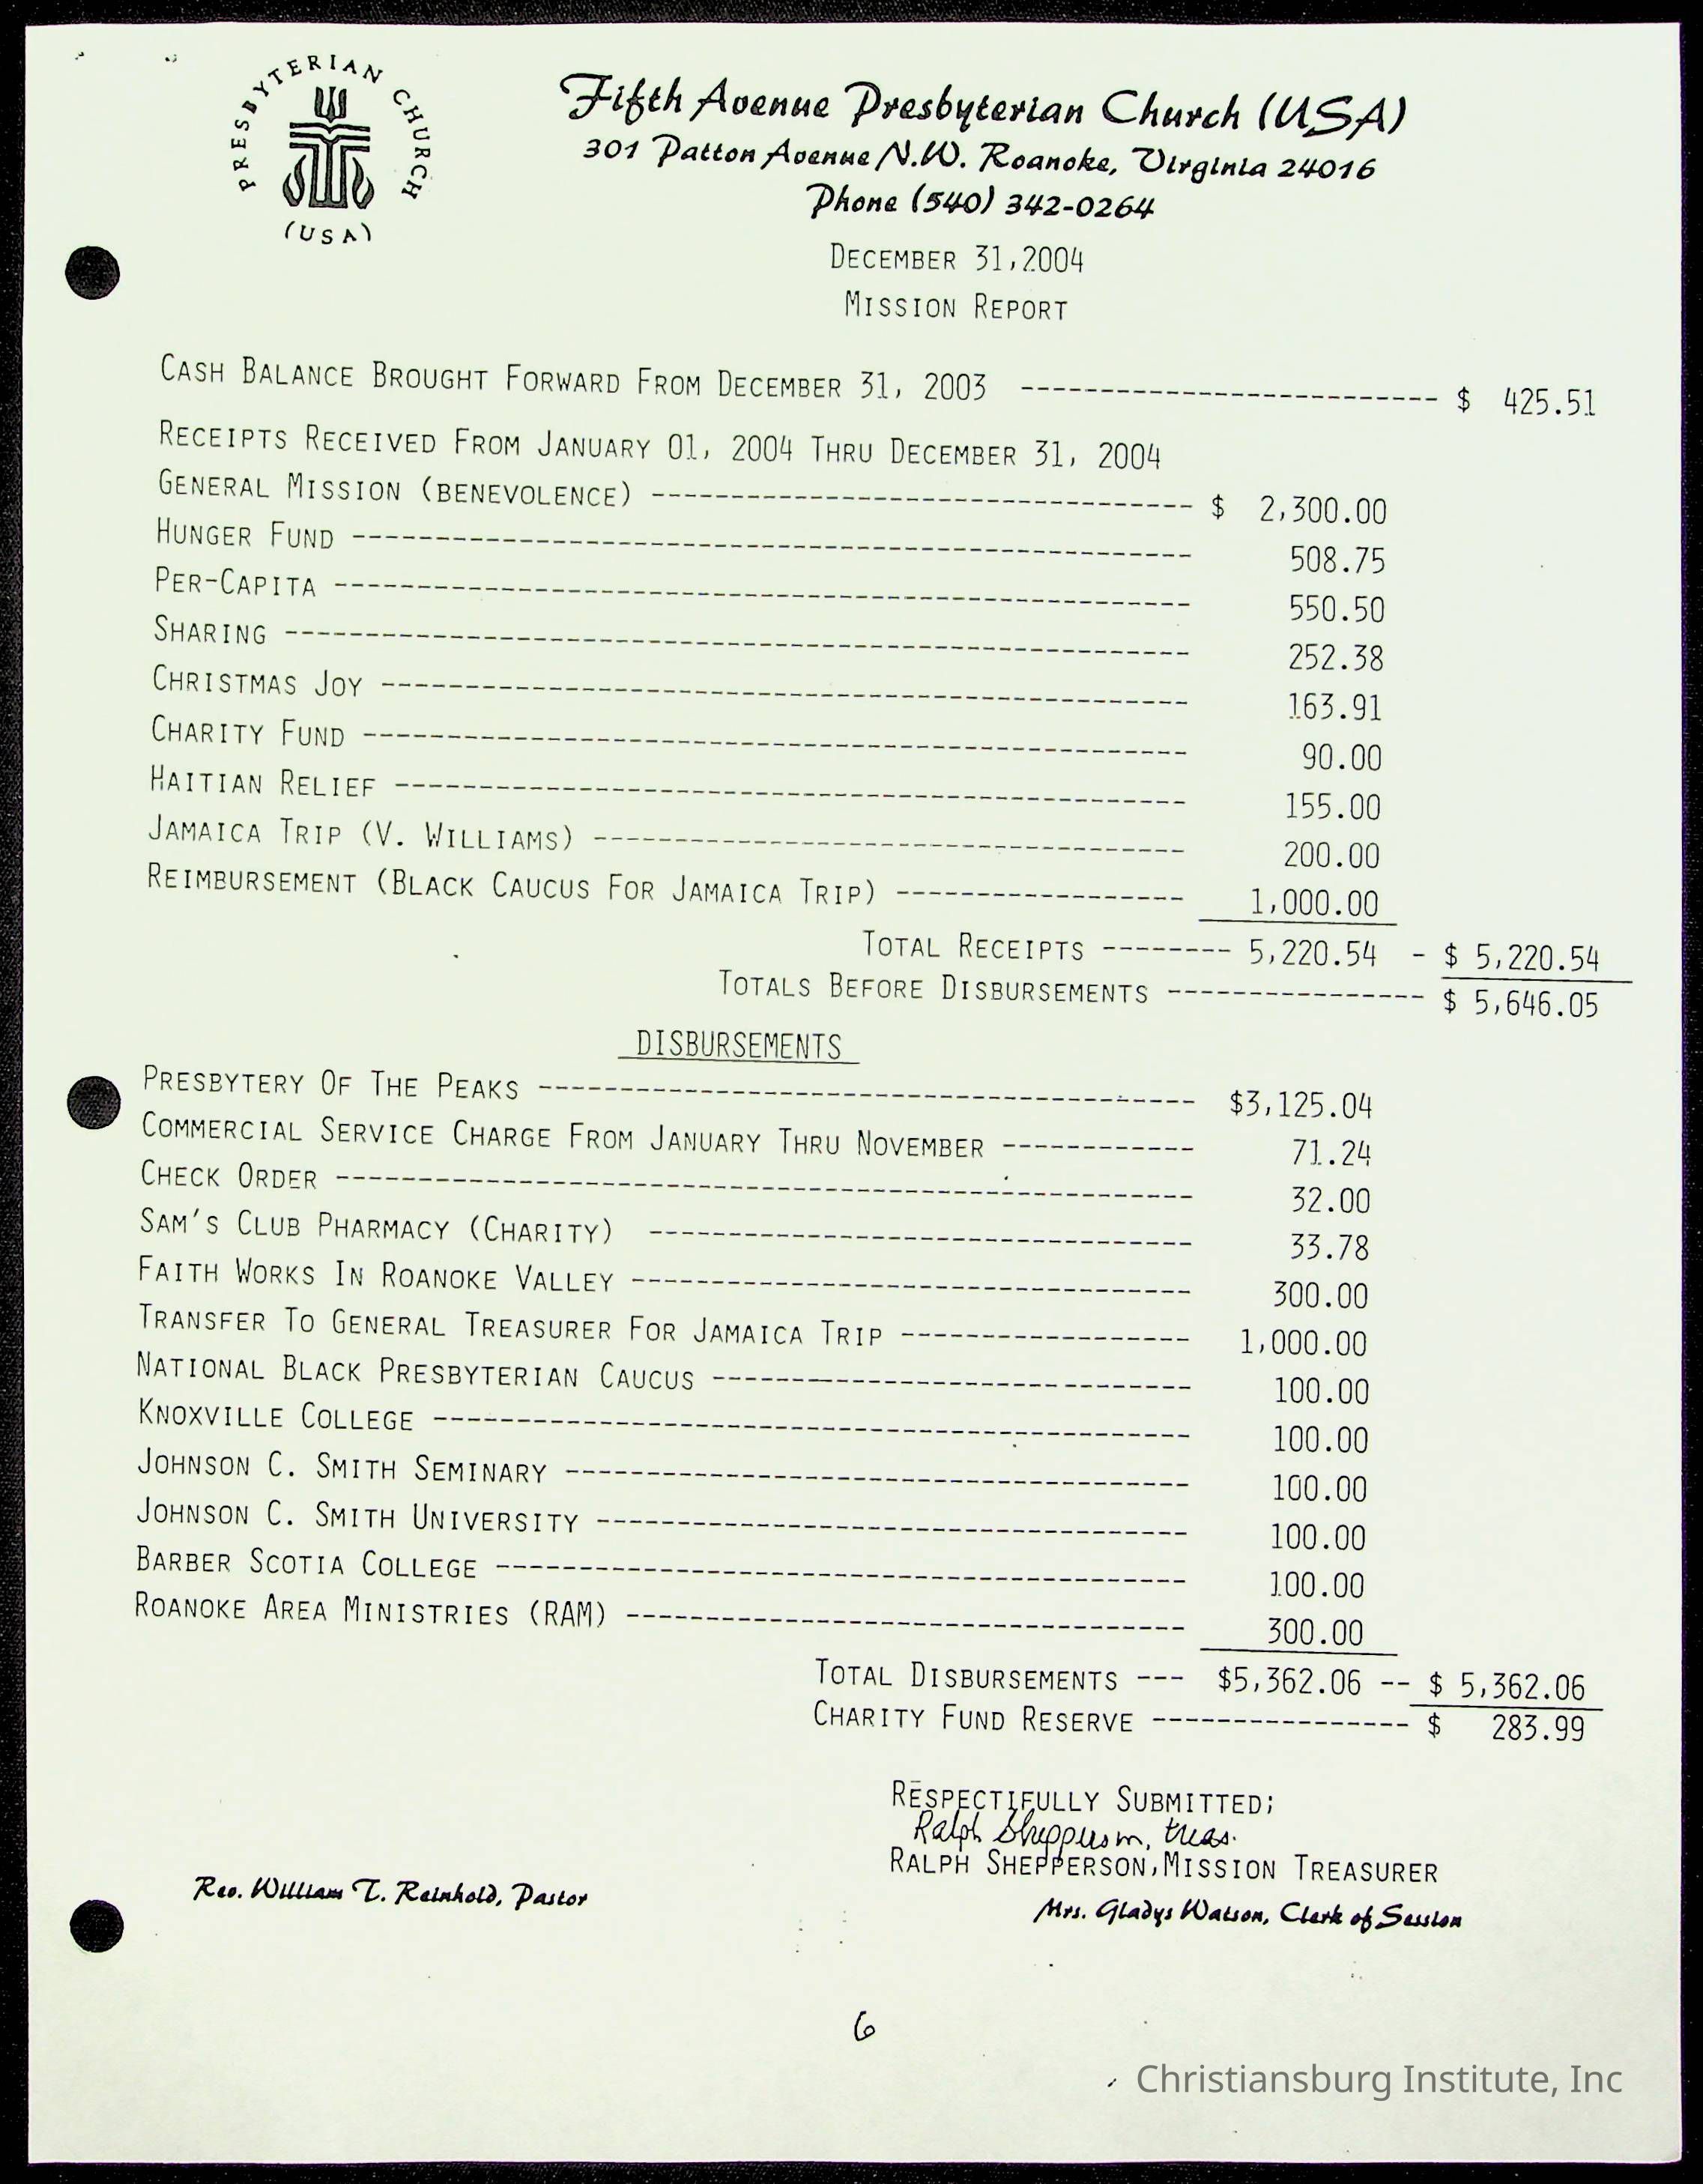 PRESBYTERIAN CHURCH
(USA)
Fifth Avenue Presbyterian Church (USA)
301 Patton Avenue N.W. Roanoke, Virginia 24016
Phone (540) 342-0264
DECEMBER 31,2004
MISSION REPORT
CASH BALANCE BROUGHT FORWARD FROM DECEMBER 31, 2003 -------------------------- $ 425.51
RECEIPTS RECEIVED FROM JANUARY 01, 2004 THRU DECEMBER 31, 2004
GENERAL MISSION (BENEVOLENCE) ---------------------------------- $ 2,300.00
HUNGER FUND ---------------------------------------------------- 508.75
PER-CAPITA ----------------------------------------------------- 550.50
SHARING -------------------------------------------------------- 252.38
CHRISTMAS JOY -------------------------------------------------- 163.91
CHARITY FUND --------------------------------------------------- 90.00
HAITIAN RELIEF ------------------------------------------------- 155.00
JAMAICA TRIP (V. WILLIAMS) ------------------------------------- 200.00
REIMBURSEMENT (BLACK CAUCUS FOR JAMAICA TRIP) ------------------ 1,000.00
TOTAL RECEIPTS -------- 5,220.54 - $ 5,220.54
TOTALS BEFORE DISBURSEMENTS ---------------- $ 5,646.05
DISBURSEMENTS
PRESBYTERY OF THE PEAKS ----------------------------------------- $3,125.04
COMMERCIAL SERVICE CHARGE FROM JANUARY THRU NOVEMBER ------------ 71.24
CHECK ORDER ----------------------------------------------------- 32.00
SAM'S CLUB PHARMACY (CHARITY) ---------------------------------- 33.78
FAITH WORKS IN ROANOKE VALLEY ----------------------------------- 300.00
TRANSFER TO GENERAL TREASURER FOR JAMAICA TRIP ------------------ 1,000.00
NATIONAL BLACK PRESBYTERIAN CAUCUS ------------------------------ 100.00
KNOXVILLE COLLEGE ----------------------------------------------- 100.00
JOHNSON C. SMITH SEMINARY --------------------------------------- 100.00
JOHNSON C. SMITH UNIVERSITY ------------------------------------- 100.00
BARBER SCOTIA COLLEGE ------------------------------------------- 100.00
ROANOKE AREA MINISTRIES (RAM) ----------------------------------- 300.00
TOTAL DISBURSEMENTS --- $5,362.06 -- $ 5,362.06
CHARITY FUND RESERVE ---------------- $ 283.99
RESPECTIFULLY SUBMITTED;
Ralph Shepperson, treas.
RALPH SHEPPERSON,MISSION TREASURER
Rev. William T. Reinhold, Pastor
Mrs. Gladys Watson, Clerk of Session
6
Christiansburg Institute, Inc